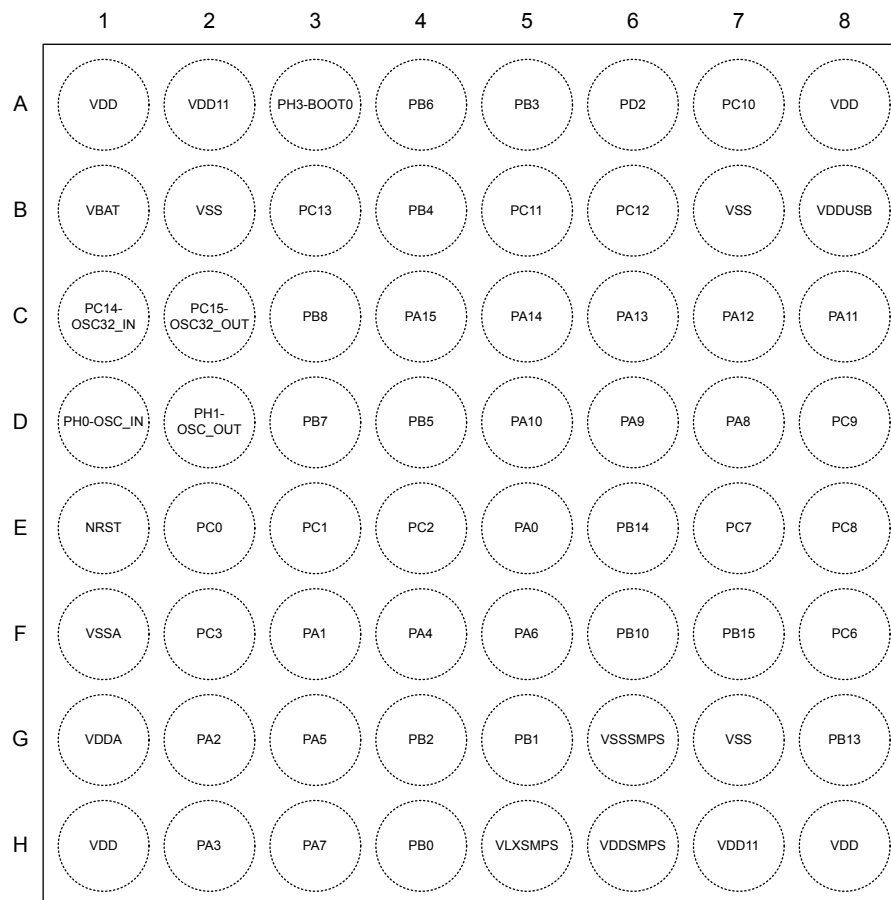 1 2 3 4 5 6 7 8
A VDD VDD11 PH3-BOOT0 PB6 PB3 PD2 PC10 VDD
B VBAT VSS PC13 PB4 PC11 PC12 VSS VDDUSB
C PC14-OSC32_IN PC15-OSC32_OUT PB8 PA15 PA14 PA13 PA12 PA11
D PH0-OSC_IN PH1-OSC_OUT PB7 PB5 PA10 PA9 PA8 PC9
E NRST PC0 PC1 PC2 PA0 PB14 PC7 PC8
F VSSA PC3 PA1 PA4 PA6 PB10 PB15 PC6
G VDDA PA2 PA5 PB2 PB1 VSSSMPS VSS PB13
H VDD PA3 PA7 PB0 VLXSMPS VDDSMPS VDD11 VDD